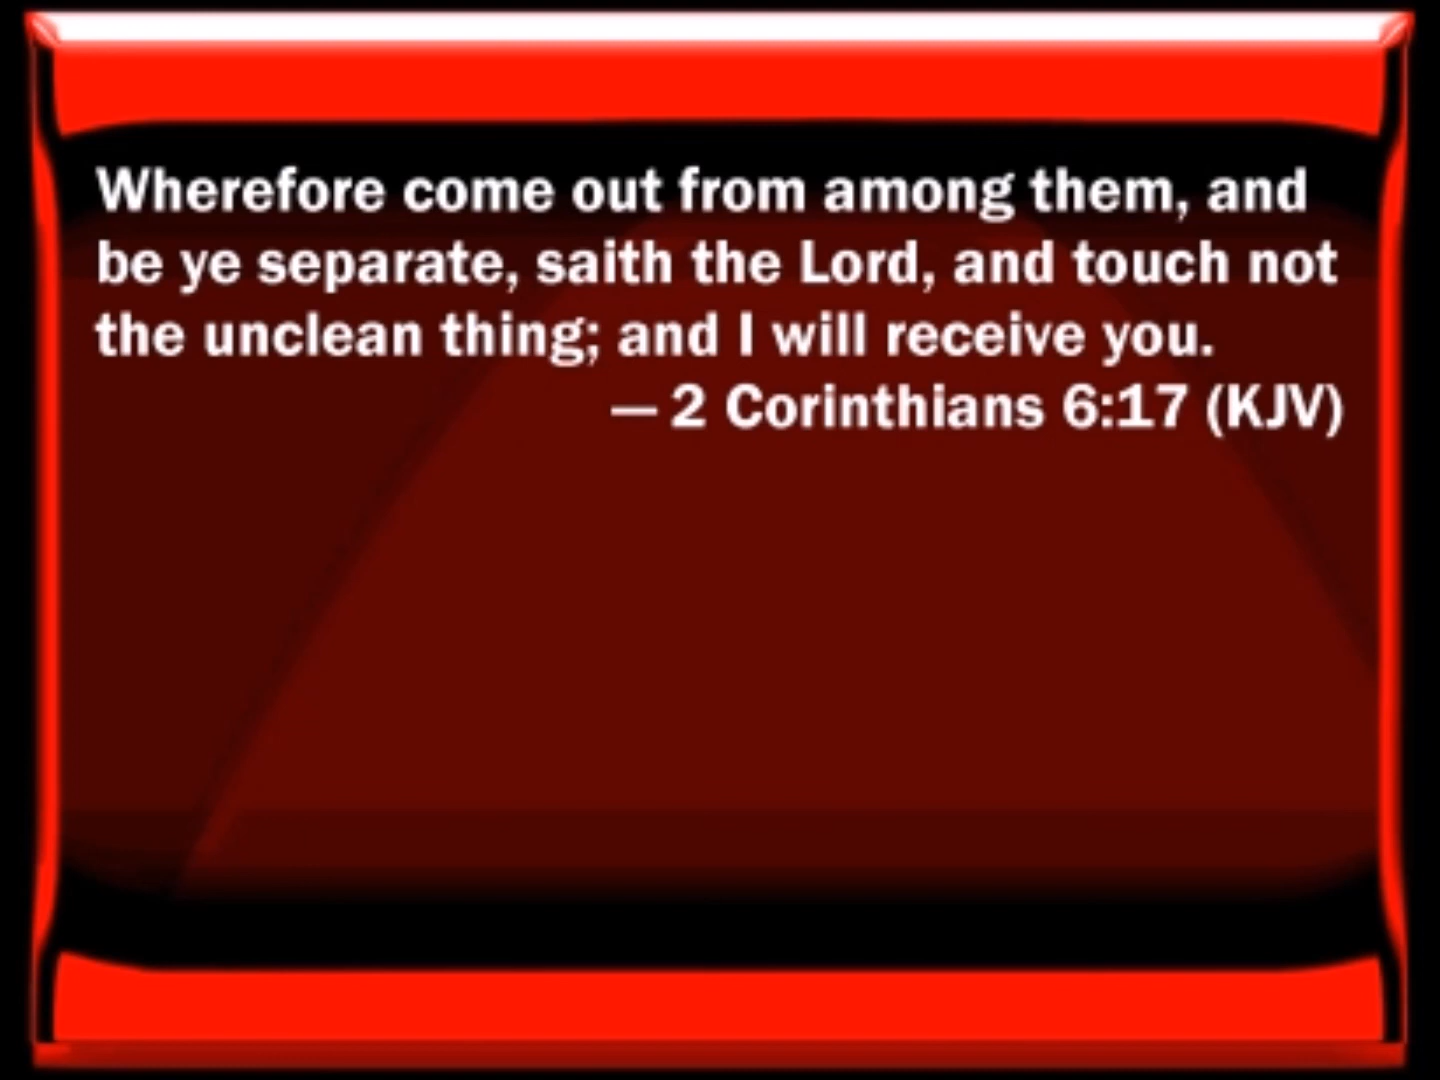 Wherefore come out from among them, and
be ye separate, saith the Lord, and touch not
the unclean thing; and I will receive you.
— 2 Corinthians 6:17 (KJV)